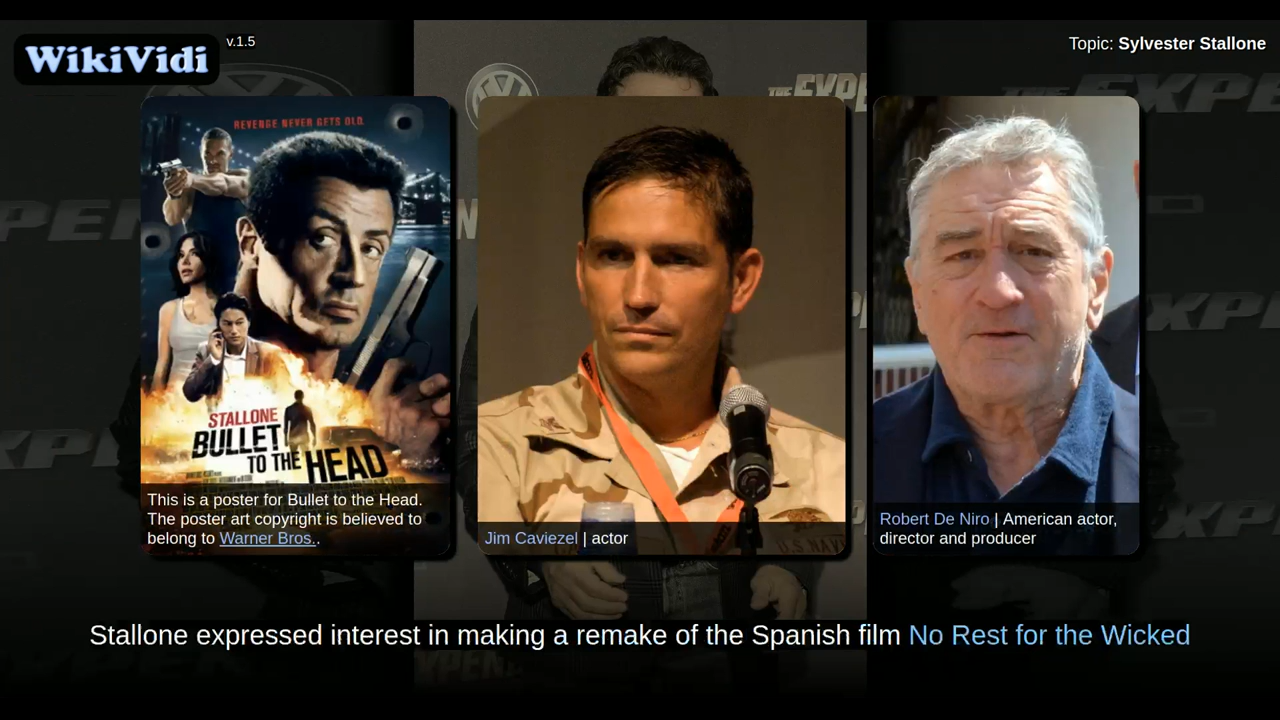 WikiVidi
v.1.5
Topic: Sylvester Stallone
REVENGE NEVER GETS OLD.
STALLONE
BULLET
TO THE HEAD
This is a poster for Bullet to the Head.
The poster art copyright is believed to
belong to Warner Bros..
Jim Caviezel | actor
U.S. NAVY
Robert De Niro | American actor,
director and producer
THE EXPE
Stallone expressed interest in making a remake of the Spanish film No Rest for the Wicked